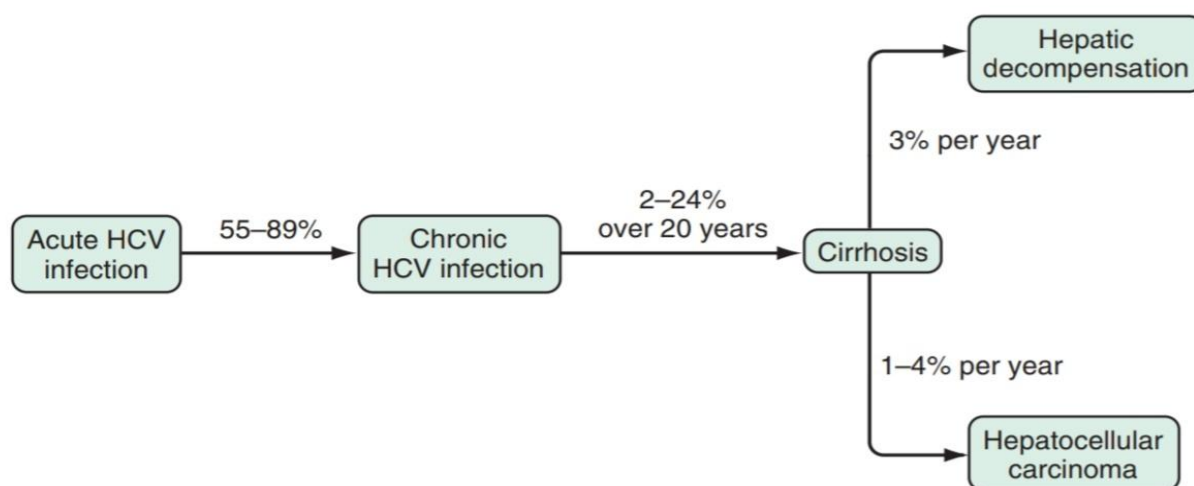 Acute HCV
infection
55–89%
Chronic
HCV infection
2–24%
over 20 years
Cirrhosis
3% per year
Hepatic
decompensation
1–4% per year
Hepatocellular
carcinoma